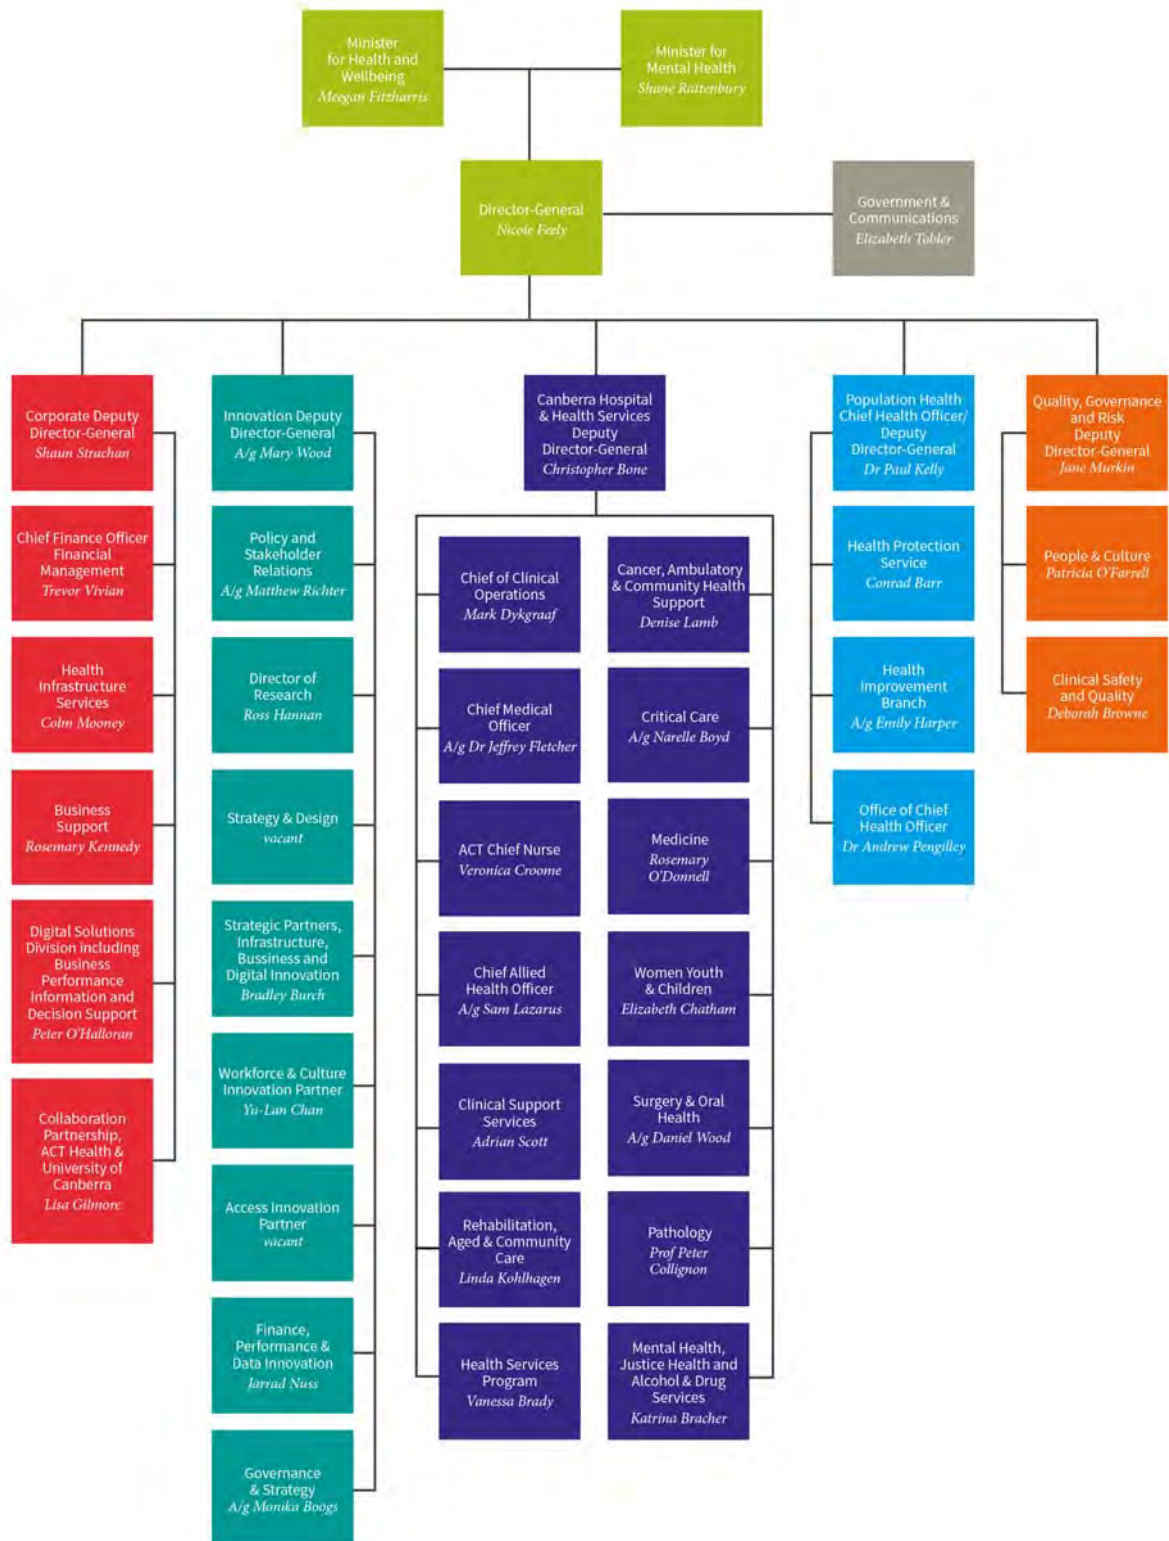 Minister
for Health and
Wellbeing
Meegan Fitzharris
Minister for
Mental Health
Shane Rattenbury
Director-General
Nicole Feely
Government &
Communications
Elizabeth Tobler
Corporate Deputy
Director-General
Shaun Strachan
Chief Finance Officer
Financial
Management
Trevor Vivian
Health
Infrastructure
Services
Colm Mooney
Business
Support
Rosemary Kennedy
Digital Solutions
Division including
Business
Performance
Information and
Decision Support
Peter O'Halloran
Collaboration
Partnership,
ACT Health &
University of
Canberra
Lisa Gilmore
Innovation Deputy
Director-General
A/g Mary Wood
Policy and
Stakeholder
Relations
A/g Matthew Richter
Director of
Research
Ross Hannan
Strategy & Design
vacant
Strategic Partners,
Infrastructure,
Bussiness and
Digital Innovation
Bradley Burch
Workforce & Culture
Innovation Partner
Yu-Lan Chan
Access Innovation
Partner
vacant
Finance,
Performance &
Data Innovation
Jarrad Nuss
Governance
& Strategy
A/g Monika Boogs
Canberra Hospital
& Health Services
Deputy
Director-General
Christopher Bone
Chief of Clinical
Operations
Mark Dykgraaf
Chief Medical
Officer
A/g Dr Jeffrey Fletcher
ACT Chief Nurse
Veronica Croome
Chief Allied
Health Officer
A/g Sam Lazarus
Clinical Support
Services
Adrian Scott
Rehabilitation,
Aged & Community
Care
Linda Kohlhagen
Health Services
Program
Vanessa Brady
Cancer, Ambulatory
& Community Health
Support
Denise Lamb
Critical Care
A/g Narelle Boyd
Medicine
Rosemary
O'Donnell
Women Youth
& Children
Elizabeth Chatham
Surgery & Oral
Health
A/g Daniel Wood
Pathology
Prof Peter
Collignon
Mental Health,
Justice Health and
Alcohol & Drug
Services
Katrina Bracher
Population Health
Chief Health Officer/
Deputy
Director-General
Dr Paul Kelly
Health Protection
Service
Conrad Barr
Health
Improvement
Branch
A/g Emily Harper
Office of Chief
Health Officer
Dr Andrew Pengilley
Quality, Governance
and Risk
Deputy
Director-General
Jane Murkin
People & Culture
Patricia O'Farrell
Clinical Safety
and Quality
Deborah Browne